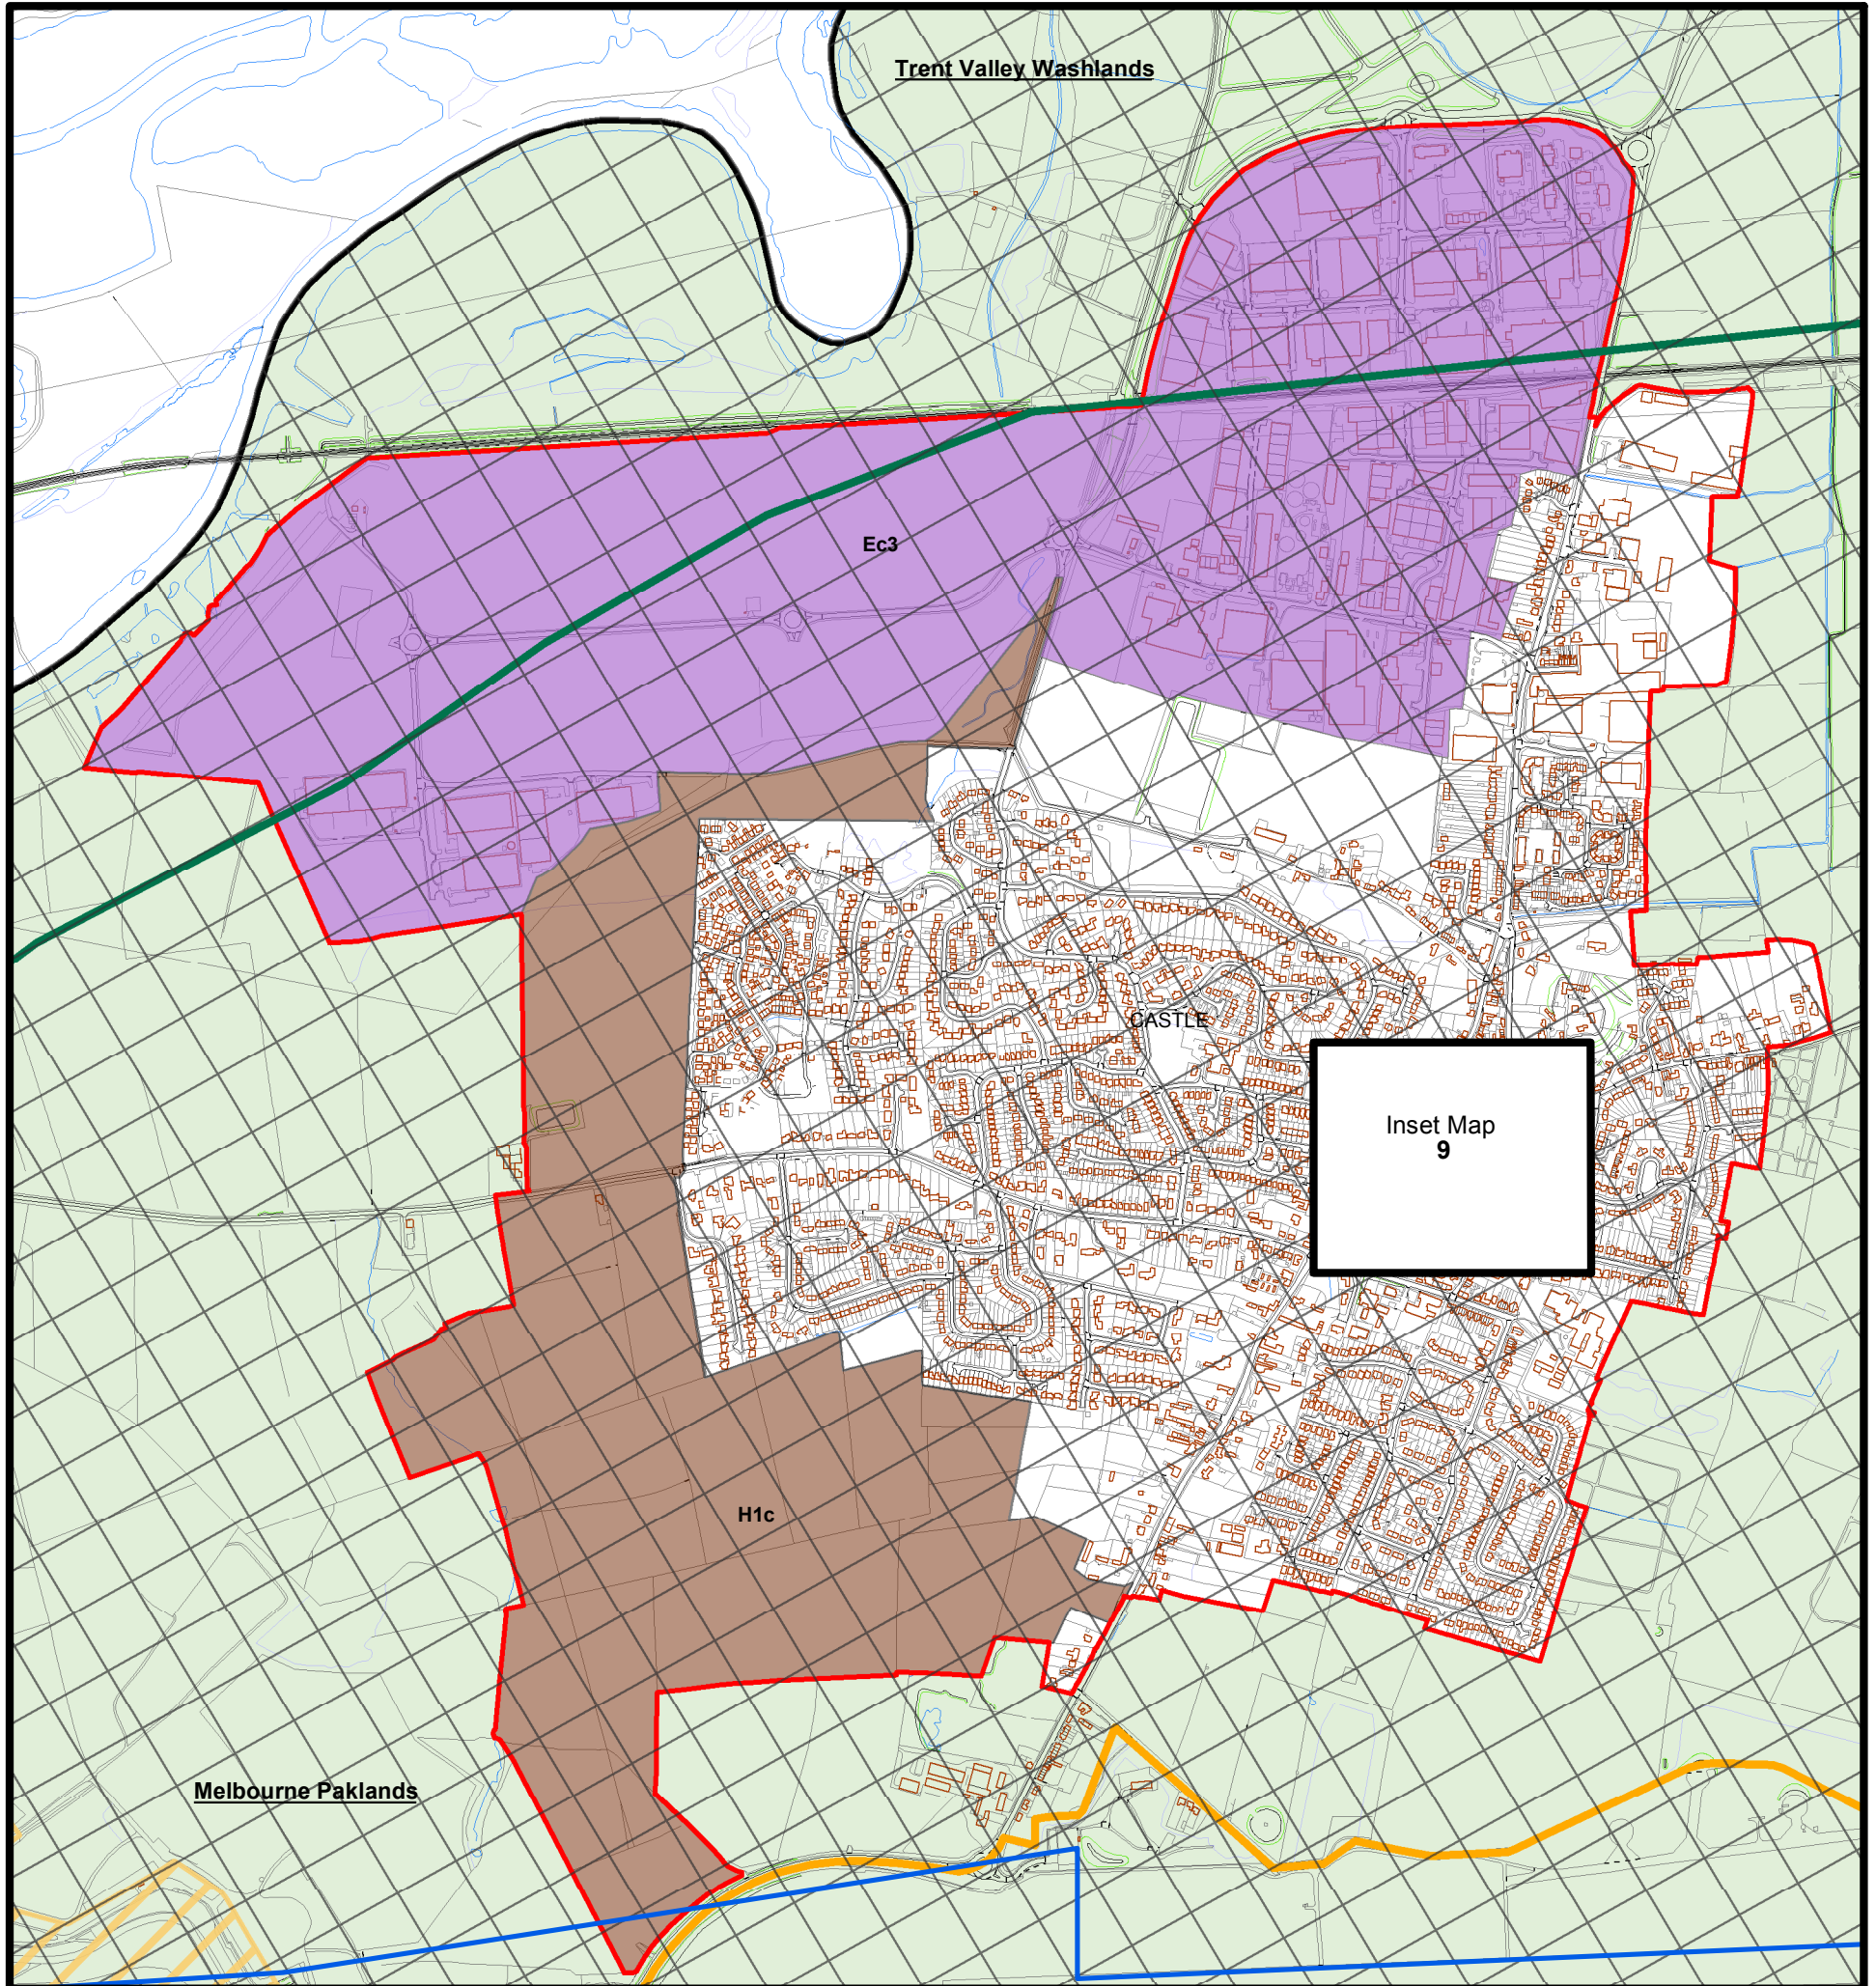 Trent Valley Washlands
Ec3
CASTLE
Inset Map
9
H1c
Melbourne Paklands